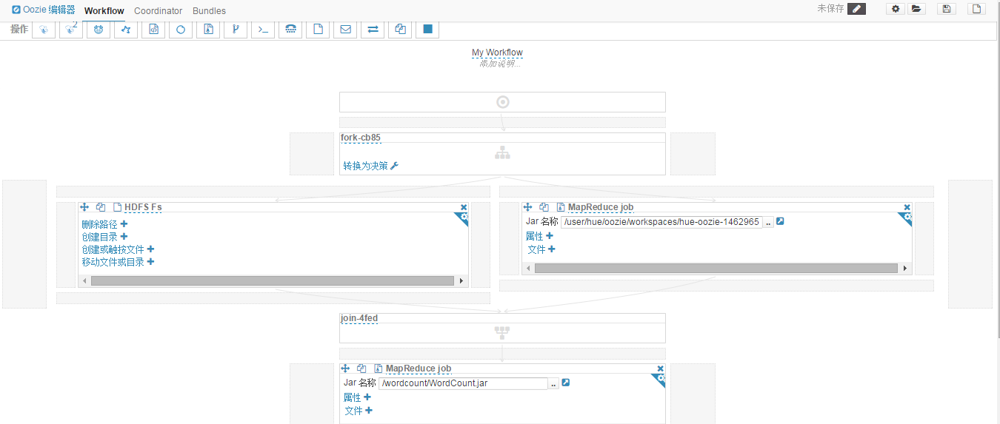 Oozie 编辑器 Workflow Coordinator Bundles 未保存
操作 2
My Workflow
添加说明...
fork-cb85
转换为决策
HDFS Fs
删除路径
创建目录
创建或触按文件
移动文件或目录
MapReduce job
Jar 名称 /user/hue/oozie/workspaces/hue-oozie-1462965 ..
属性
文件
join-4fed
MapReduce job
Jar 名称 /wordcount/WordCount.jar ..
属性
文件